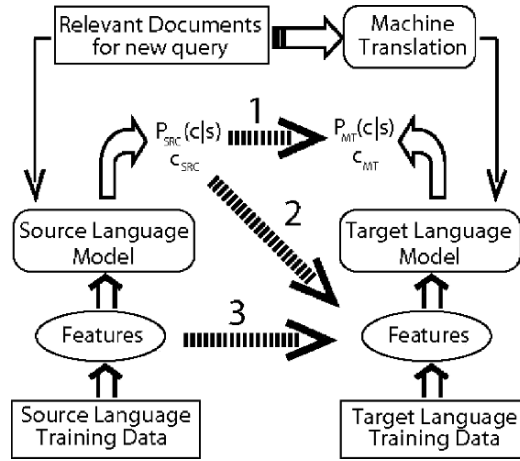 Relevant Documents
for new query
Machine
Translation
1
P_SRC(c|s)
c_SRC
P_MT(c|s)
c_MT
2
Source Language
Model
Target Language
Model
3
Features
Features
Source Language
Training Data
Target Language
Training Data